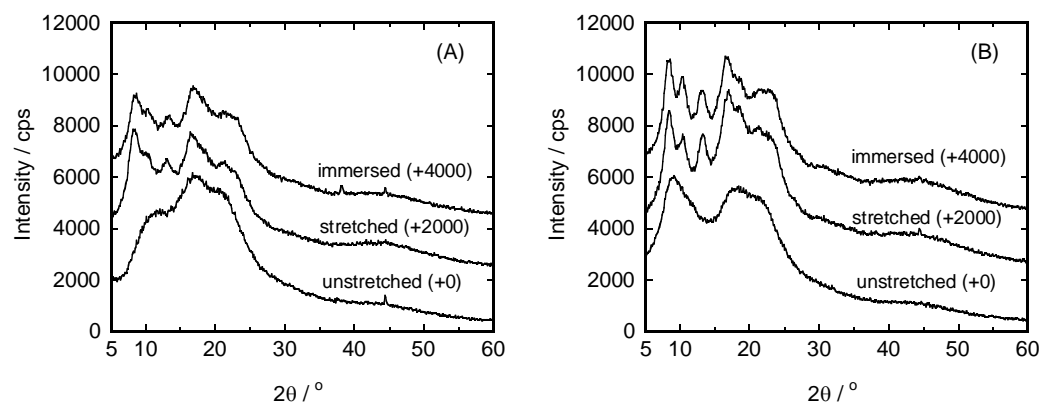 12000
10000
8000
6000
4000
2000
0
Intensity / cps
(A)
immersed (+4000)
stretched (+2000)
unstretched (+0)
5 10 20 30 40 50 60
2θ / °
12000
10000
8000
6000
4000
2000
0
Intensity / cps
(B)
immersed (+4000)
stretched (+2000)
unstretched (+0)
5 10 20 30 40 50 60
2θ / °